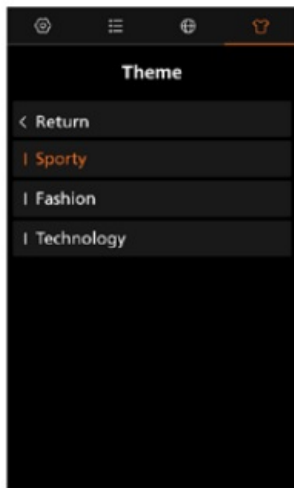 Theme
< Return
| Sporty
| Fashion
| Technology